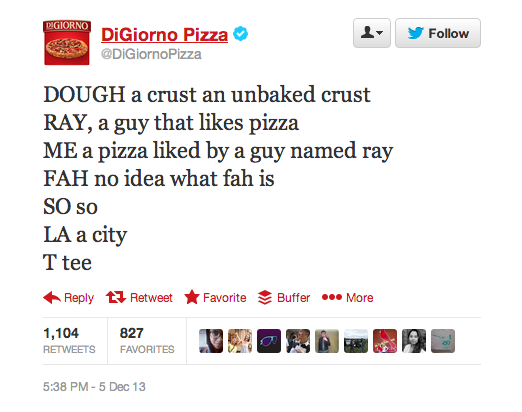 DIGIORNO
DiGiorno Pizza
@DiGiornoPizza
Follow
DOUGH a crust an unbaked crust
RAY, a guy that likes pizza
ME a pizza liked by a guy named ray
FAH no idea what fah is
SO so
LA a city
T tee
Reply Retweet Favorite Buffer More
1,104 827
RETWEETS FAVORITES
5:38 PM - 5 Dec 13